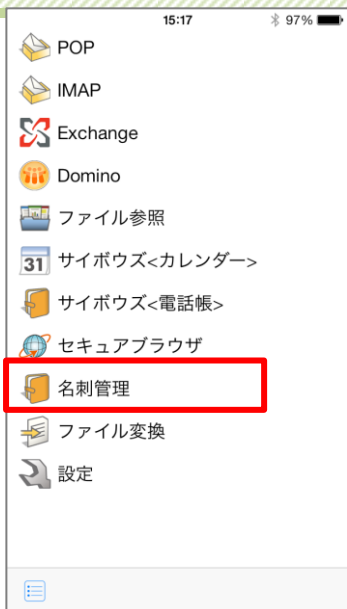 15:17 97%
POP
IMAP
Exchange
Domino
ファイル参照
31 サイボウズ<カレンダー>
サイボウズ<電話帳>
セキュアブラウザ
名刺管理
ファイル変換
設定